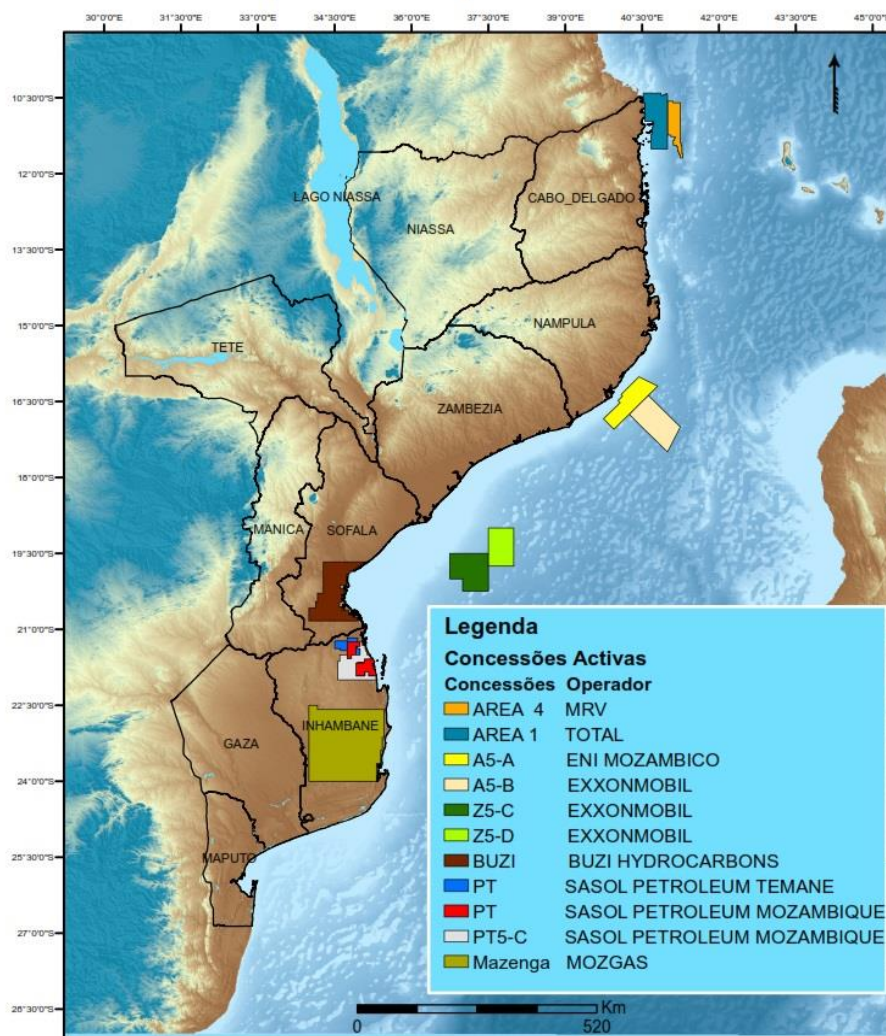 30°0'0"E 31°30'0"E 33°0'0"E 34°30'0"E 36°0'0"E 37°30'0"E 39°0'0"E 40°30'0"E 42°0'0"E 43°30'0"E 45°0'0"E
10°30'0"S
12°0'0"S
LAGO NIASSA
CABO_DELGADO
NIASSA
13°30'0"S
NAMPULA
15°0'0"S
TETE
16°30'0"S
ZAMBEZIA
18°0'0"S
MANICA
SOFALA
19°30'0"S
21°0'0"S
22°30'0"S
INHAMBANE
GAZA
24°0'0"S
MAPUTO
25°30'0"S
27°0'0"S
28°30'0"S
Legenda
Concessões Activas
Concessões Operador
AREA 4 MRV
AREA 1 TOTAL
A5-A ENI MOZAMBICO
A5-B EXXONMOBIL
Z5-C EXXONMOBIL
Z5-D EXXONMOBIL
BUZI BUZI HYDROCARBONS
PT SASOL PETROLEUM TEMANE
PT SASOL PETROLEUM MOZAMBIQUE
PT5-C SASOL PETROLEUM MOZAMBIQUE
Mazenga MOZGAS
Km
0 520